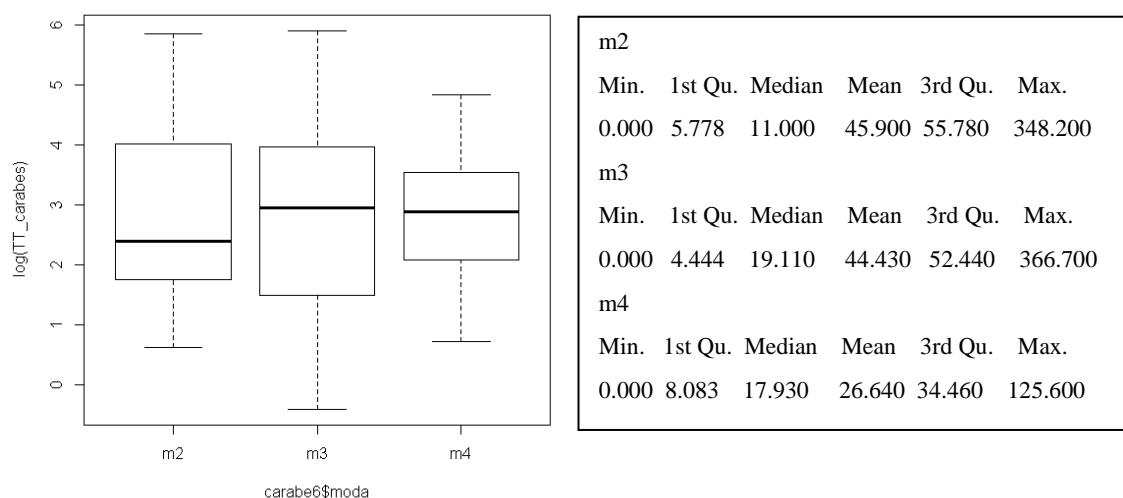 6
5
4
3
2
1
0
log(TT_carabes)
m2 m3 m4
carabe6$moda
m2
Min. 1st Qu. Median Mean 3rd Qu. Max.
0.000 5.778 11.000 45.900 55.780 348.200
m3
Min. 1st Qu. Median Mean 3rd Qu. Max.
0.000 4.444 19.110 44.430 52.440 366.700
m4
Min. 1st Qu. Median Mean 3rd Qu. Max.
0.000 8.083 17.930 26.640 34.460 125.600